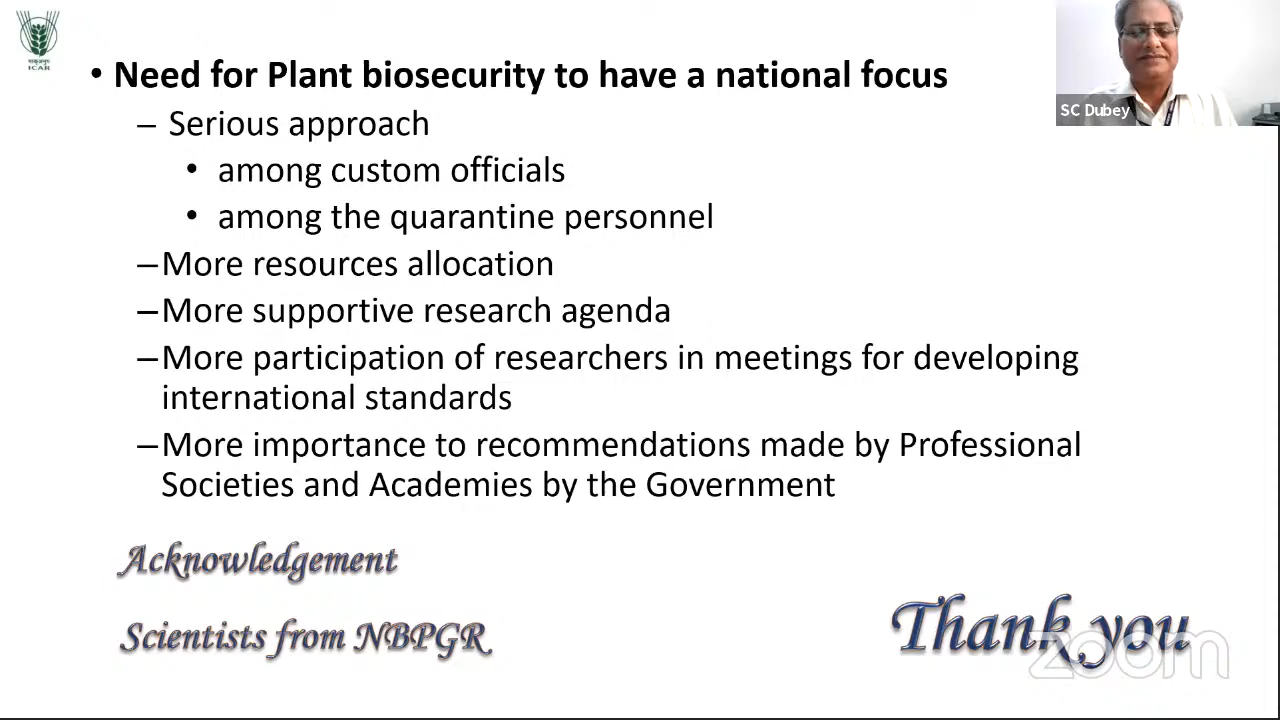 ICAR
SC Dubey
• Need for Plant biosecurity to have a national focus
– Serious approach
• among custom officials
• among the quarantine personnel
–More resources allocation
–More supportive research agenda
–More participation of researchers in meetings for developing
international standards
–More importance to recommendations made by Professional
Societies and Academies by the Government
Acknowledgement
Scientists from NBPGR
Thank you
zoom